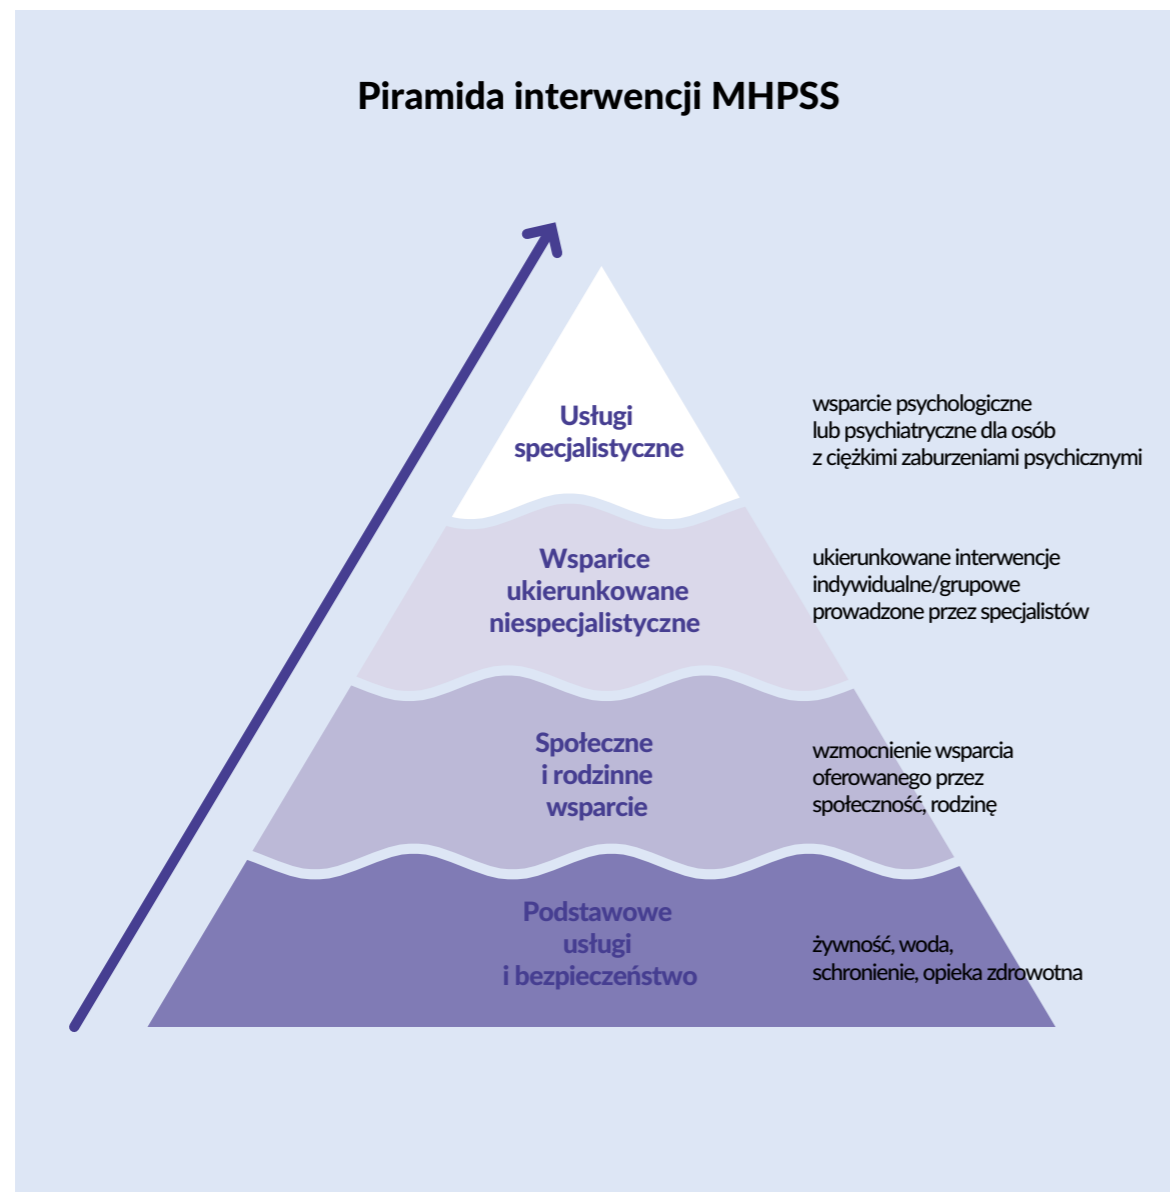 Piramida interwencji MHPSS
Usługi
specjalistyczne
wsparcie psychologiczne
lub psychiatryczne dla osób
z ciężkimi zaburzeniami psychicznymi
Wsparice
ukierunkowane
niespecjalistyczne
ukierunkowane interwencje
indywidualne/grupowe
prowadzone przez specjalistów
Społeczne
i rodzinne
wsparcie
wzmocnienie wsparcia
oferowanego przez
społeczność, rodzinę
Podstawowe
usługi
i bezpieczeństwo
żywność, woda,
schronienie, opieka zdrowotna